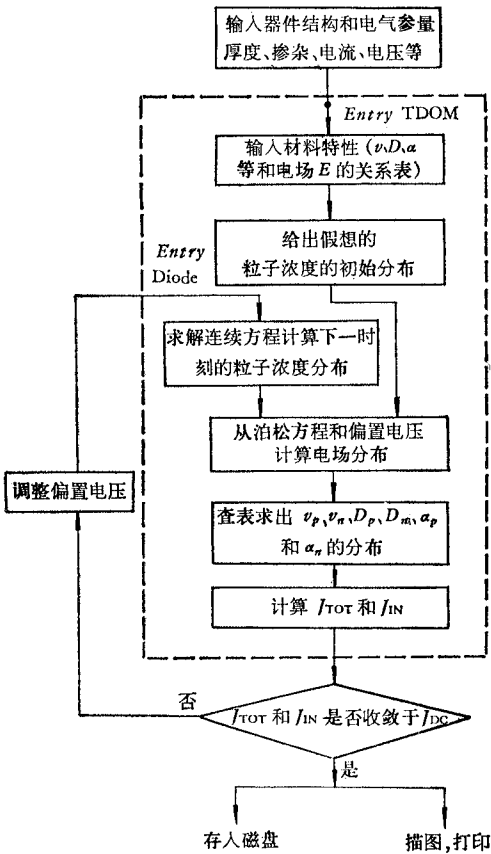 输入器件结构和电气参量
厚度、掺杂、电流、电压等
Entry TDOM
输入材料特性(v、D、α
等和电场 E 的关系表)
给出假想的
粒子浓度的初始分布
Entry
Diode
求解连续方程计算下一时
刻的粒子浓度分布
从泊松方程和偏置电压
计算电场分布
调整偏置电压
查表求出 vp、vn、Dp、Dn、αp
和 αn 的分布
计算 JTOT 和 JIN
否
JTOT 和 JIN 是否收敛于 JDC
是
存入磁盘
描图,打印